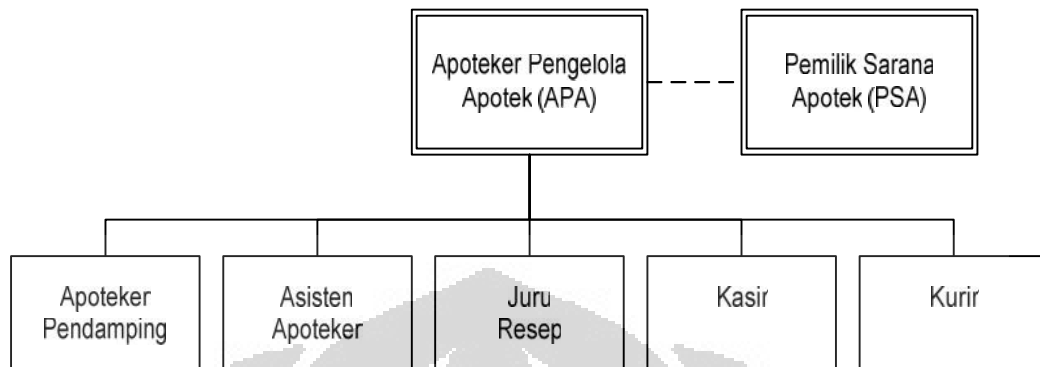 Apoteker Pengelola
Apotek (APA)
Pemilik Sarana
Apotek (PSA)
Apoteker
Pendamping
Asisten
Apoteker
Juru
Resep
Kasir
Kurir